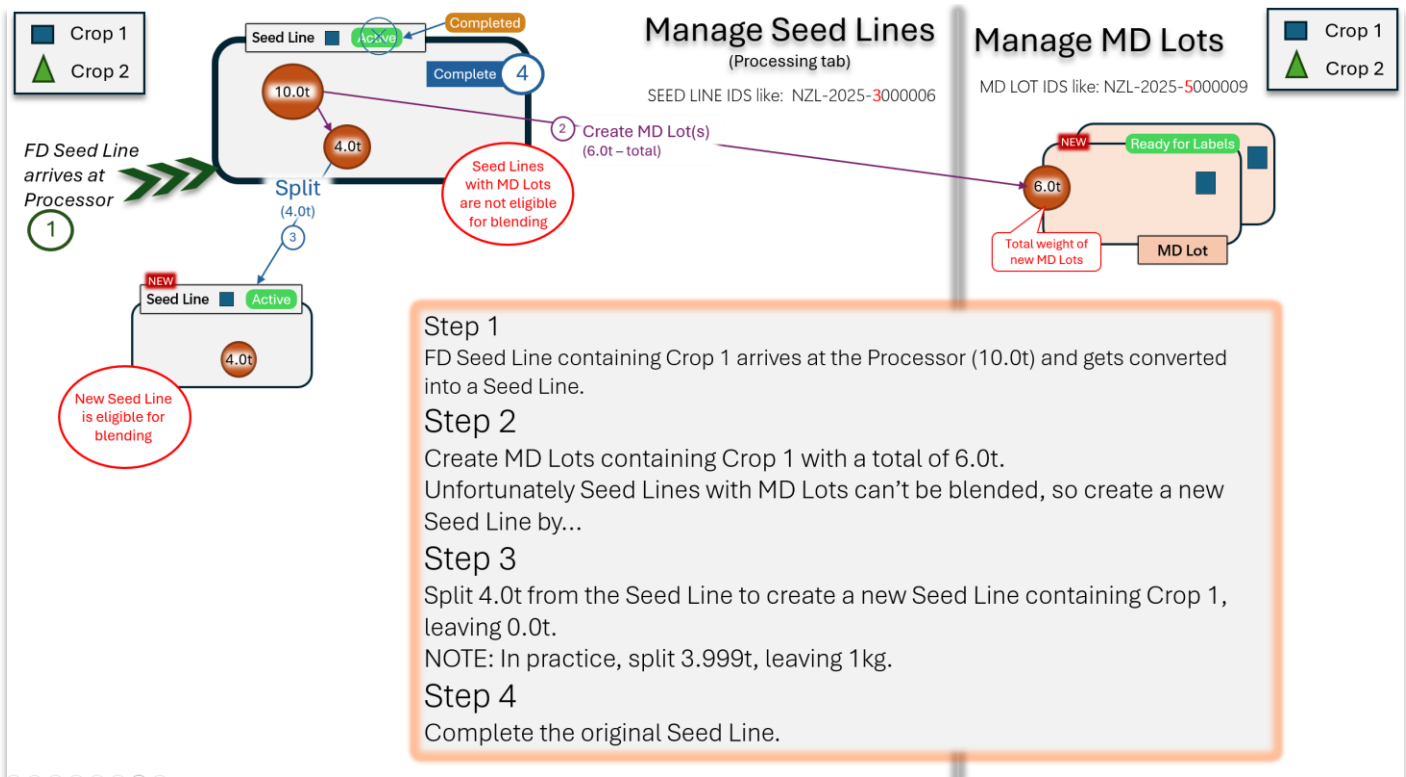 Crop 1
Crop 2
Seed Line
Active
Completed
Manage Seed Lines
(Processing tab)
SEED LINE IDS like: NZL-2025-3000006
Manage MD Lots
MD LOT IDS like: NZL-2025-5000009
Crop 1
Crop 2
10.0t
Complete
4
4.0t
2
Create MD Lot(s)
(6.0t – total)
NEW
Ready for Labels
6.0t
Total weight of
new MD Lots
MD Lot
FD Seed Line
arrives at
Processor
1
Split
(4.0t)
3
Seed Lines
with MD Lots
are not eligible
for blending
NEW
Seed Line
Active
4.0t
New Seed Line
is eligible for
blending
Step 1
FD Seed Line containing Crop 1 arrives at the Processor (10.0t) and gets converted
into a Seed Line.
Step 2
Create MD Lots containing Crop 1 with a total of 6.0t.
Unfortunately Seed Lines with MD Lots can’t be blended, so create a new
Seed Line by...
Step 3
Split 4.0t from the Seed Line to create a new Seed Line containing Crop 1,
leaving 0.0t.
NOTE: In practice, split 3.999t, leaving 1kg.
Step 4
Complete the original Seed Line.